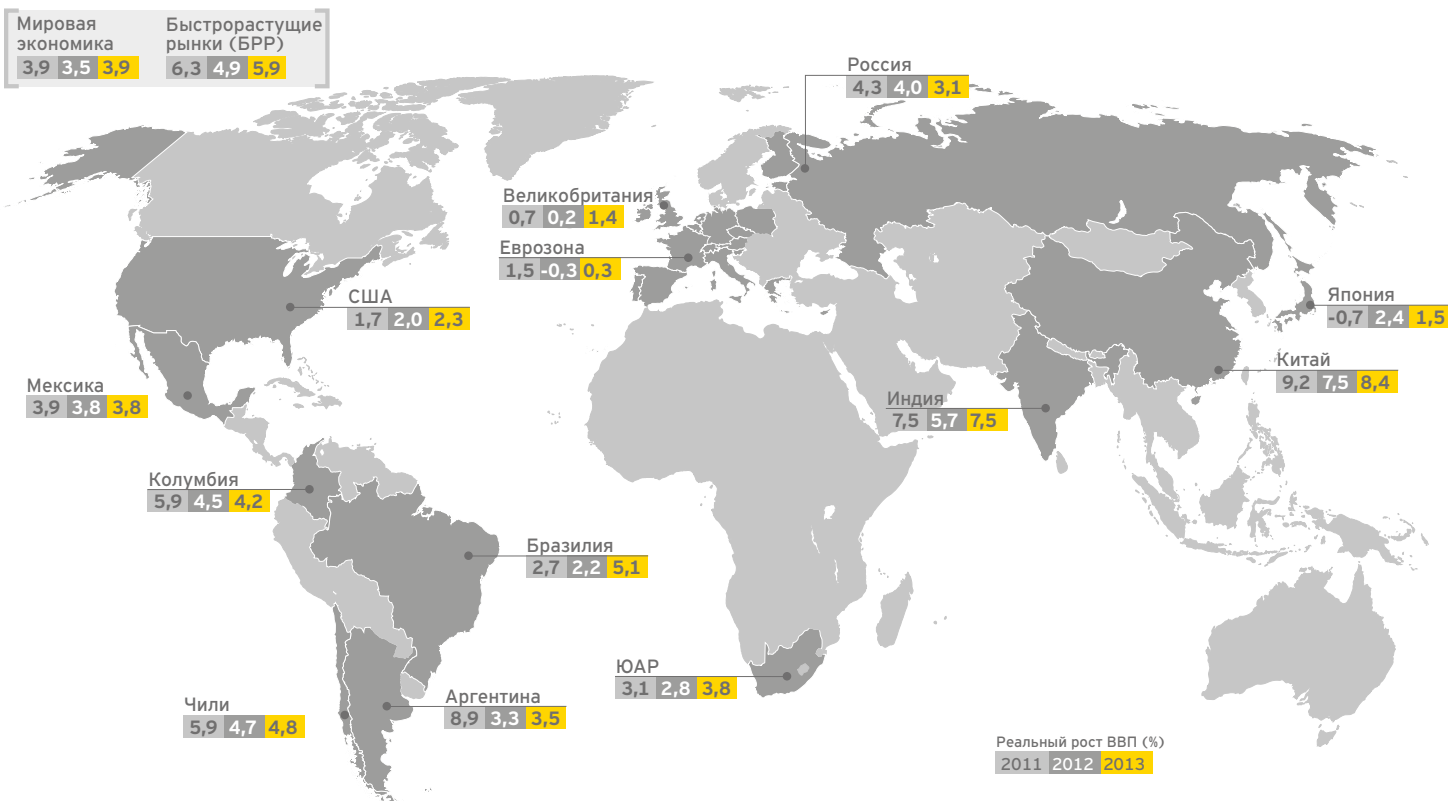 Мировая
экономика
3,9 3,5 3,9
Быстрорастущие
рынки (БРР)
6,3 4,9 5,9
Россия
4,3 4,0 3,1
Великобритания
0,7 0,2 1,4
Еврозона
1,5 -0,3 0,3
США
1,7 2,0 2,3
Япония
-0,7 2,4 1,5
Китай
9,2 7,5 8,4
Мексика
3,9 3,8 3,8
Индия
7,5 5,7 7,5
Колумбия
5,9 4,5 4,2
Бразилия
2,7 2,2 5,1
ЮАР
3,1 2,8 3,8
Чили
5,9 4,7 4,8
Аргентина
8,9 3,3 3,5
Реальный рост ВВП (%)
2011 2012 2013